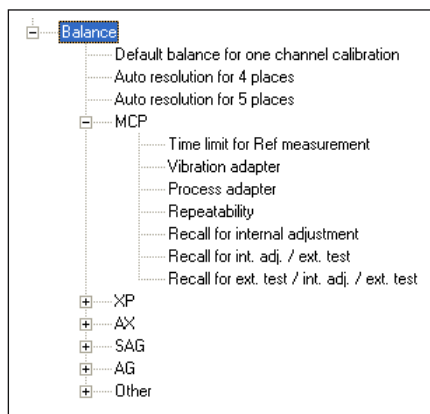 Balance
Default balance for one channel calibration
Auto resolution for 4 places
Auto resolution for 5 places
MCP
Time limit for Ref measurement
Vibration adapter
Process adapter
Repeatability
Recall for internal adjustment
Recall for int. adj. / ext. test
Recall for ext. test / int. adj. / ext. test
XP
AX
SAG
AG
Other